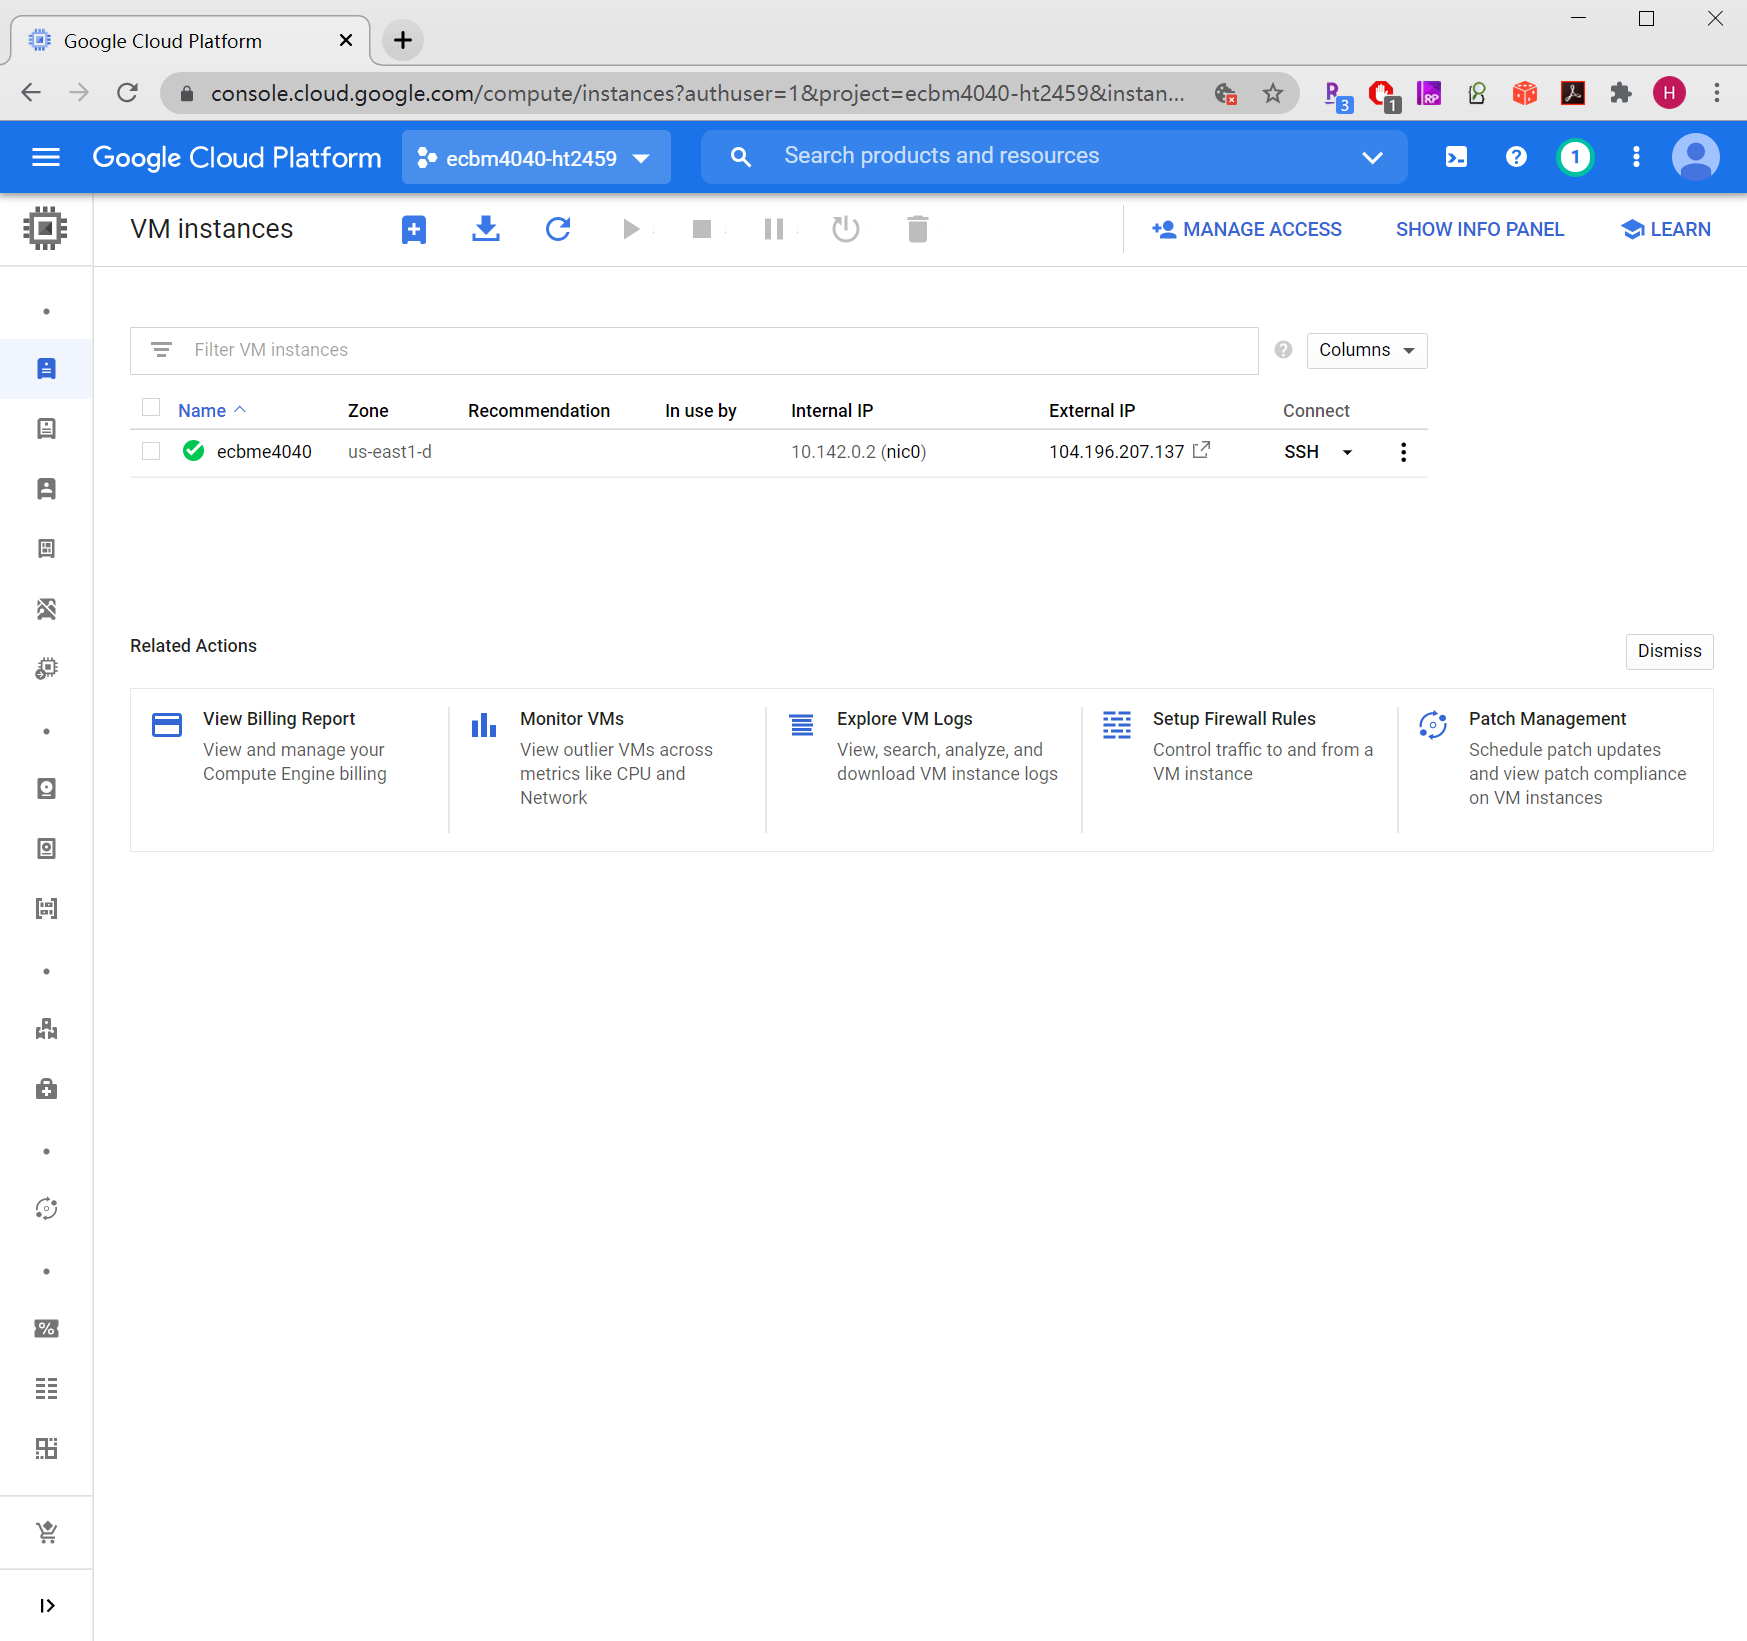 Google Cloud Platform
console.cloud.google.com/compute/instances?authuser=1&project=ecbm4040-ht2459&instan...
3
1
RP
H
Google Cloud Platform
ecbm4040-ht2459
Search products and resources
1
VM instances
MANAGE ACCESS
SHOW INFO PANEL
LEARN
Filter VM instances
Columns
Name Zone Recommendation In use by Internal IP External IP Connect
ecbme4040 us-east1-d 10.142.0.2 (nic0) 104.196.207.137 SSH
Related Actions
Dismiss
View Billing Report
View and manage your
Compute Engine billing
Monitor VMs
View outlier VMs across
metrics like CPU and
Network
Explore VM Logs
View, search, analyze, and
download VM instance logs
Setup Firewall Rules
Control traffic to and from a
VM instance
Patch Management
Schedule patch updates
and view patch compliance
on VM instances